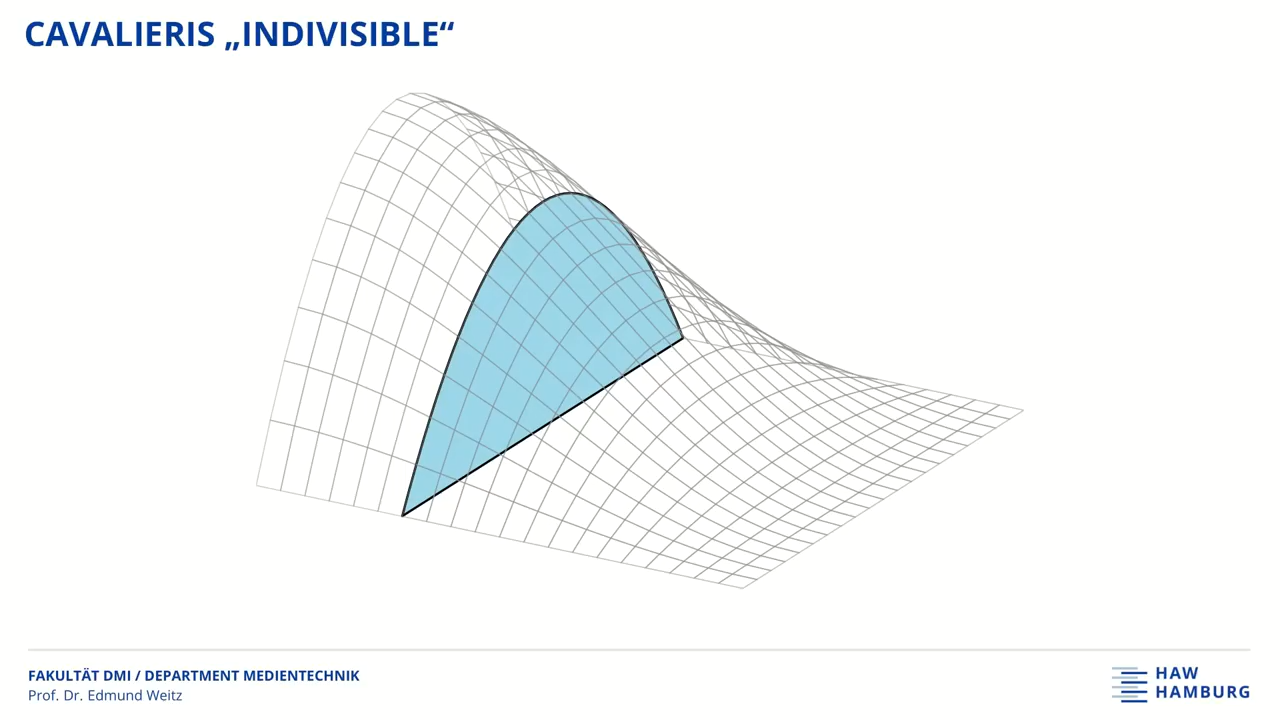 CAVALIERIS „INDIVISIBLE“
FAKULTÄT DMI / DEPARTMENT MEDIENTECHNIK
Prof. Dr. Edmund Weitz
HAW
HAMBURG